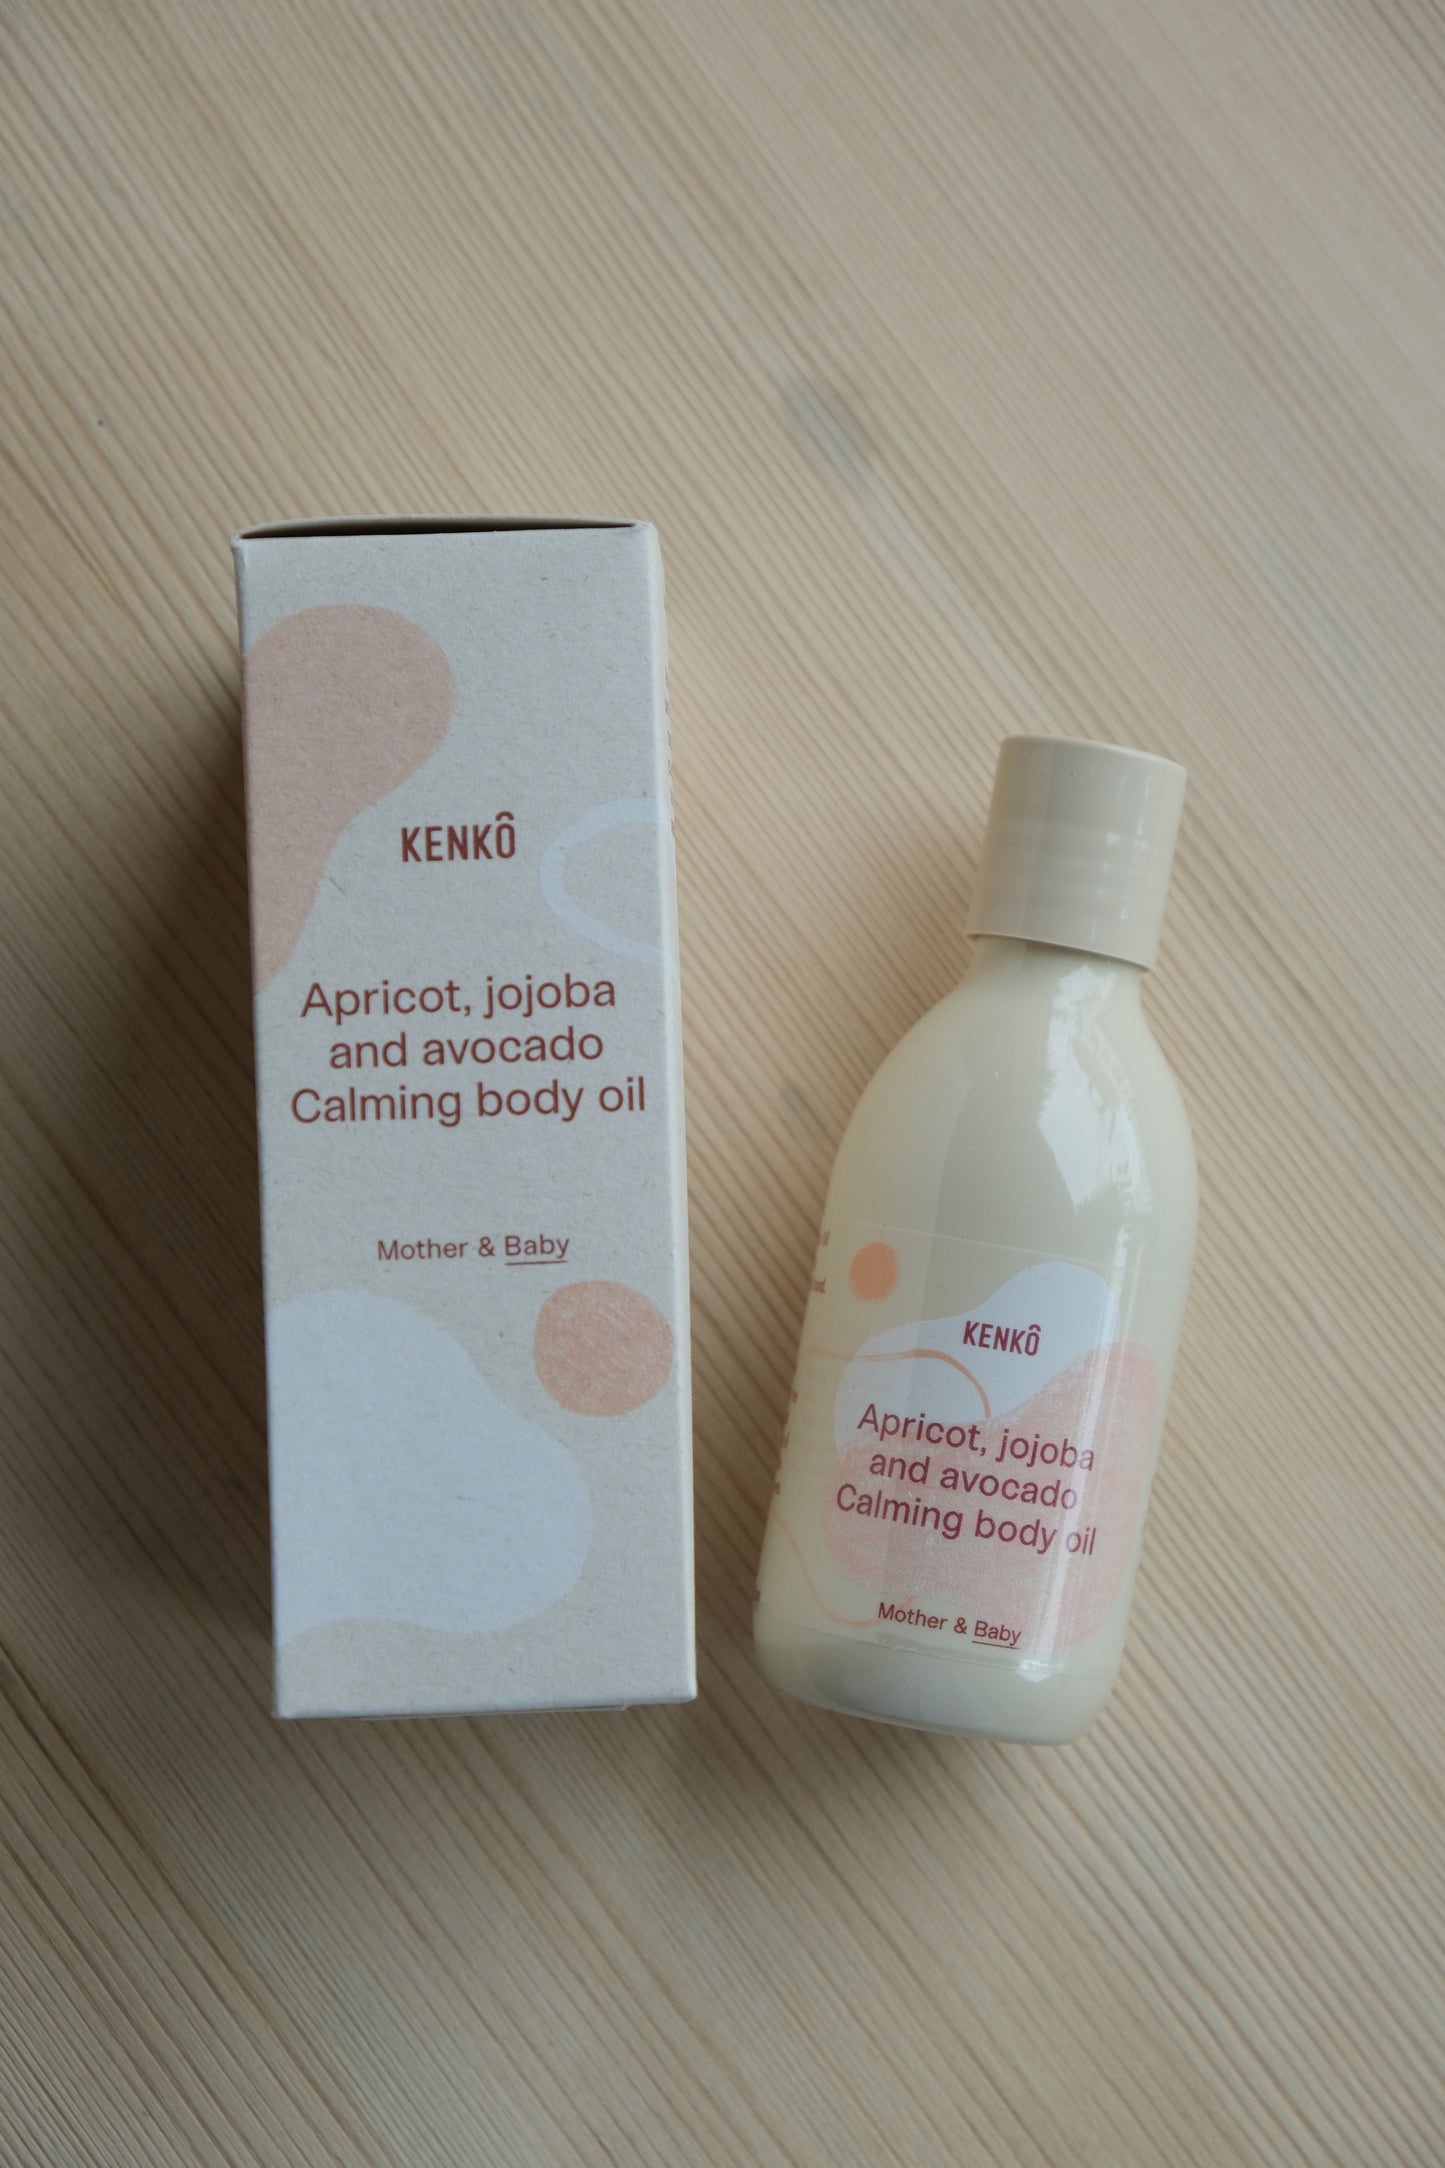 KENKÔ
Apricot, jojoba
and avocado
Calming body oil
Mother & Baby
KENKÔ
Apricot, jojoba
and avocado
Calming body oil
Mother & Baby